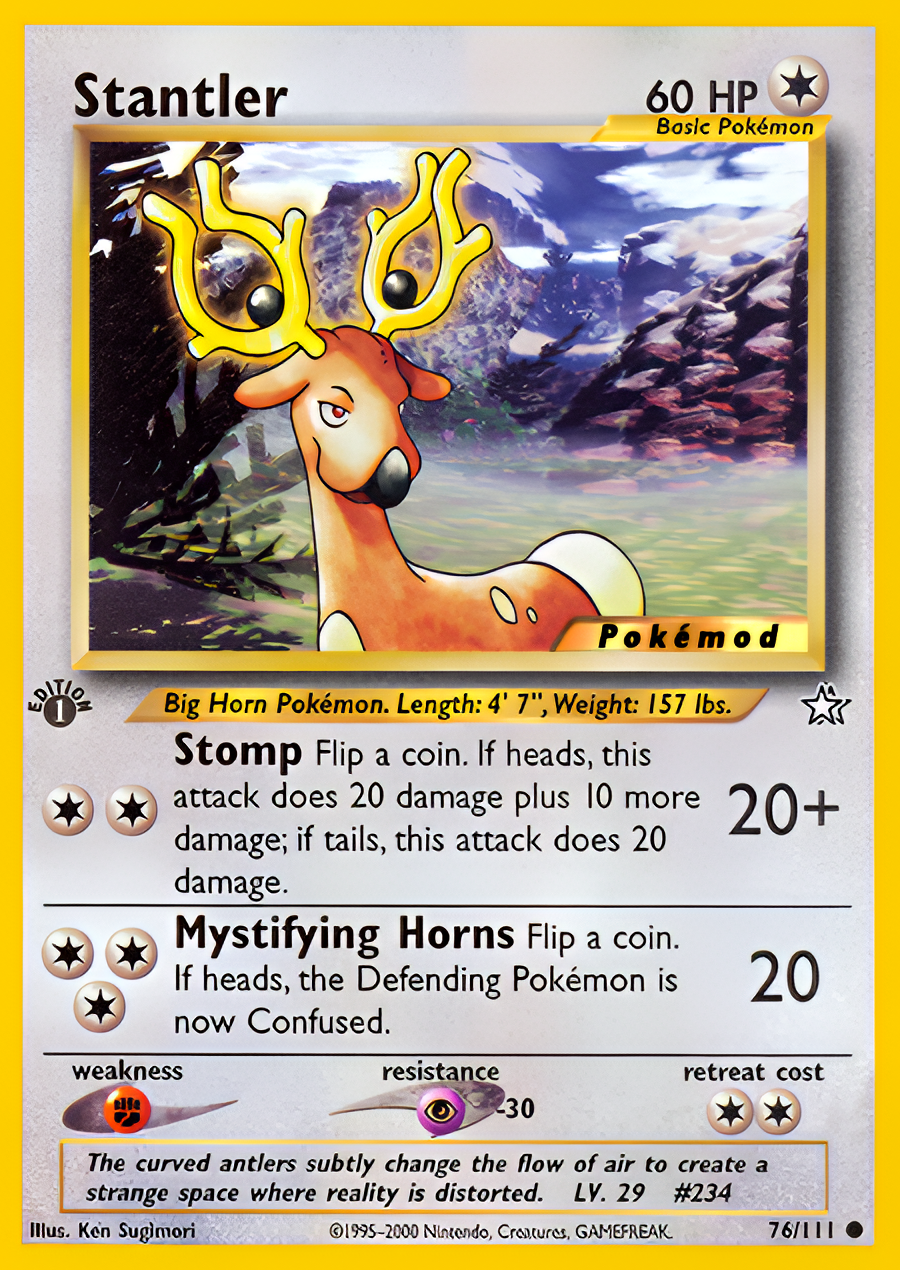 Stantler
60 HP
Basic Pokémon
Pokémod
EDITION
1
Big Horn Pokémon. Length: 4' 7", Weight: 157 lbs.
Stomp Flip a coin. If heads, this
attack does 20 damage plus 10 more
damage; if tails, this attack does 20
damage.
20+
Mystifying Horns Flip a coin.
If heads, the Defending Pokémon is
now Confused.
20
weakness
resistance
retreat cost
-30
The curved antlers subtly change the flow of air to create a
strange space where reality is distorted. LV. 29 #234
Illus. Ken Sugimori
©1995-2000 Nintendo, Creatures, GAMEFREAK.
76/111